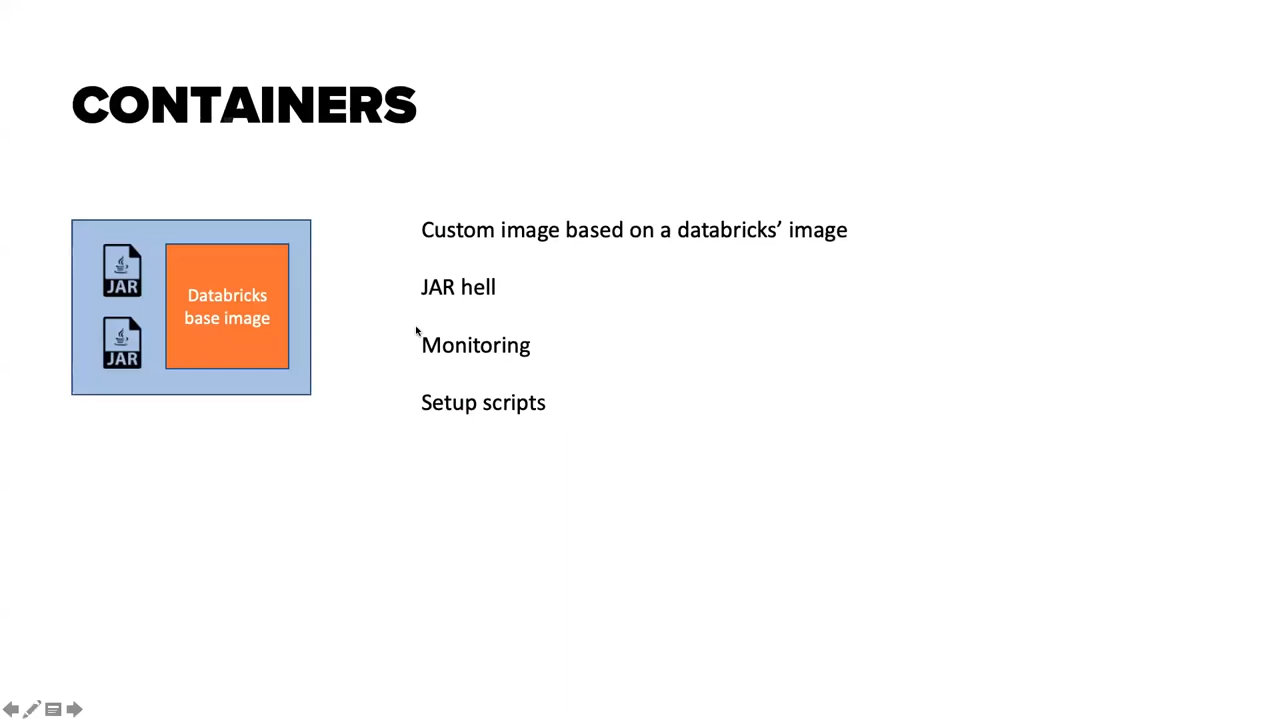 CONTAINERS
JAR
JAR
Databricks
base image
Custom image based on a databricks’ image
JAR hell
Monitoring
Setup scripts